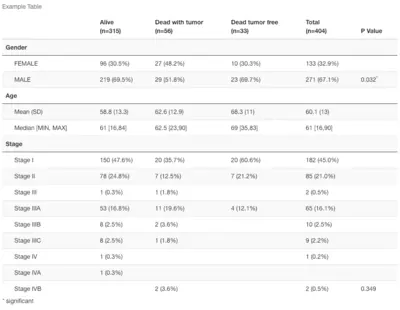 Example Table
Alive (n=315) Dead with tumor (n=56) Dead tumor free (n=33) Total (n=404) P Value
Gender
FEMALE 96 (30.5%) 27 (48.2%) 10 (30.3%) 133 (32.9%)
MALE 219 (69.5%) 29 (51.8%) 23 (69.7%) 271 (67.1%) 0.032*
Age
Mean (SD) 58.8 (13.3) 62.6 (12.9) 68.3 (11) 60.1 (13)
Median [MIN, MAX] 61 [16,84] 62.5 [23,90] 69 [35,83] 61 [16,90]
Stage
Stage I 150 (47.6%) 20 (35.7%) 20 (60.6%) 182 (45.0%)
Stage II 78 (24.8%) 7 (12.5%) 7 (21.2%) 85 (21.0%)
Stage III 1 (0.3%) 1 (1.8%) 2 (0.5%)
Stage IIIA 53 (16.8%) 11 (19.6%) 4 (12.1%) 65 (16.1%)
Stage IIIB 8 (2.5%) 2 (3.6%) 10 (2.5%)
Stage IIIC 8 (2.5%) 1 (1.8%) 9 (2.2%)
Stage IV 1 (0.3%) 1 (0.2%)
Stage IVA 1 (0.3%)
Stage IVB 2 (3.6%) 2 (0.5%) 0.349
* significant